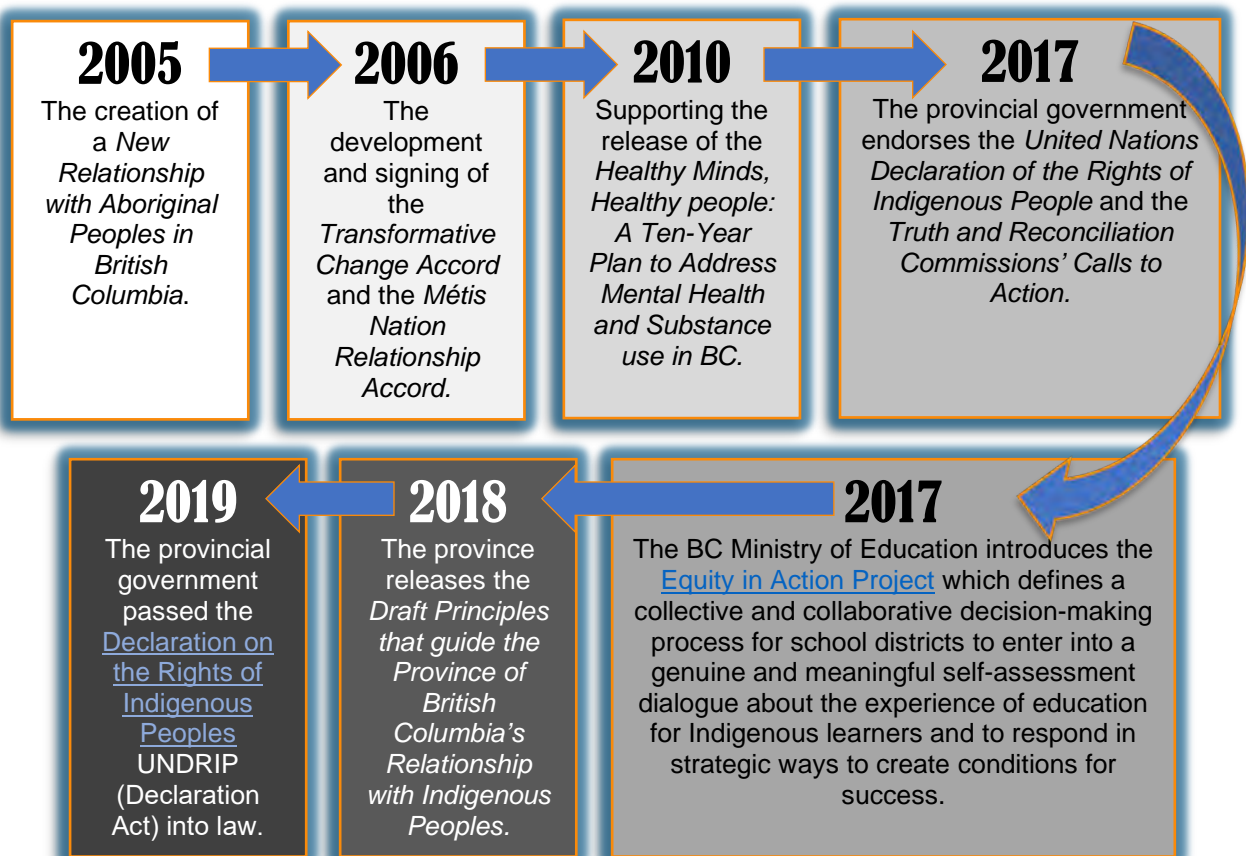 2005
The creation of
a New
Relationship
with Aboriginal
Peoples in
British
Columbia.
2006
The
development
and signing of
the
Transformative
Change Accord
and the Métis
Nation
Relationship
Accord.
2010
Supporting the
release of the
Healthy Minds,
Healthy people:
A Ten-Year
Plan to Address
Mental Health
and Substance
use in BC.
2017
The provincial government
endorses the United Nations
Declaration of the Rights of
Indigenous People and the
Truth and Reconciliation
Commissions’ Calls to
Action.
2017
The BC Ministry of Education introduces the
Equity in Action Project which defines a
collective and collaborative decision-making
process for school districts to enter into a
genuine and meaningful self-assessment
dialogue about the experience of education
for Indigenous learners and to respond in
strategic ways to create conditions for
success.
2018
The province
releases the
Draft Principles
that guide the
Province of
British
Columbia’s
Relationship
with Indigenous
Peoples.
2019
The provincial
government
passed the
Declaration on
the Rights of
Indigenous
Peoples
UNDRIP
(Declaration
Act) into law.